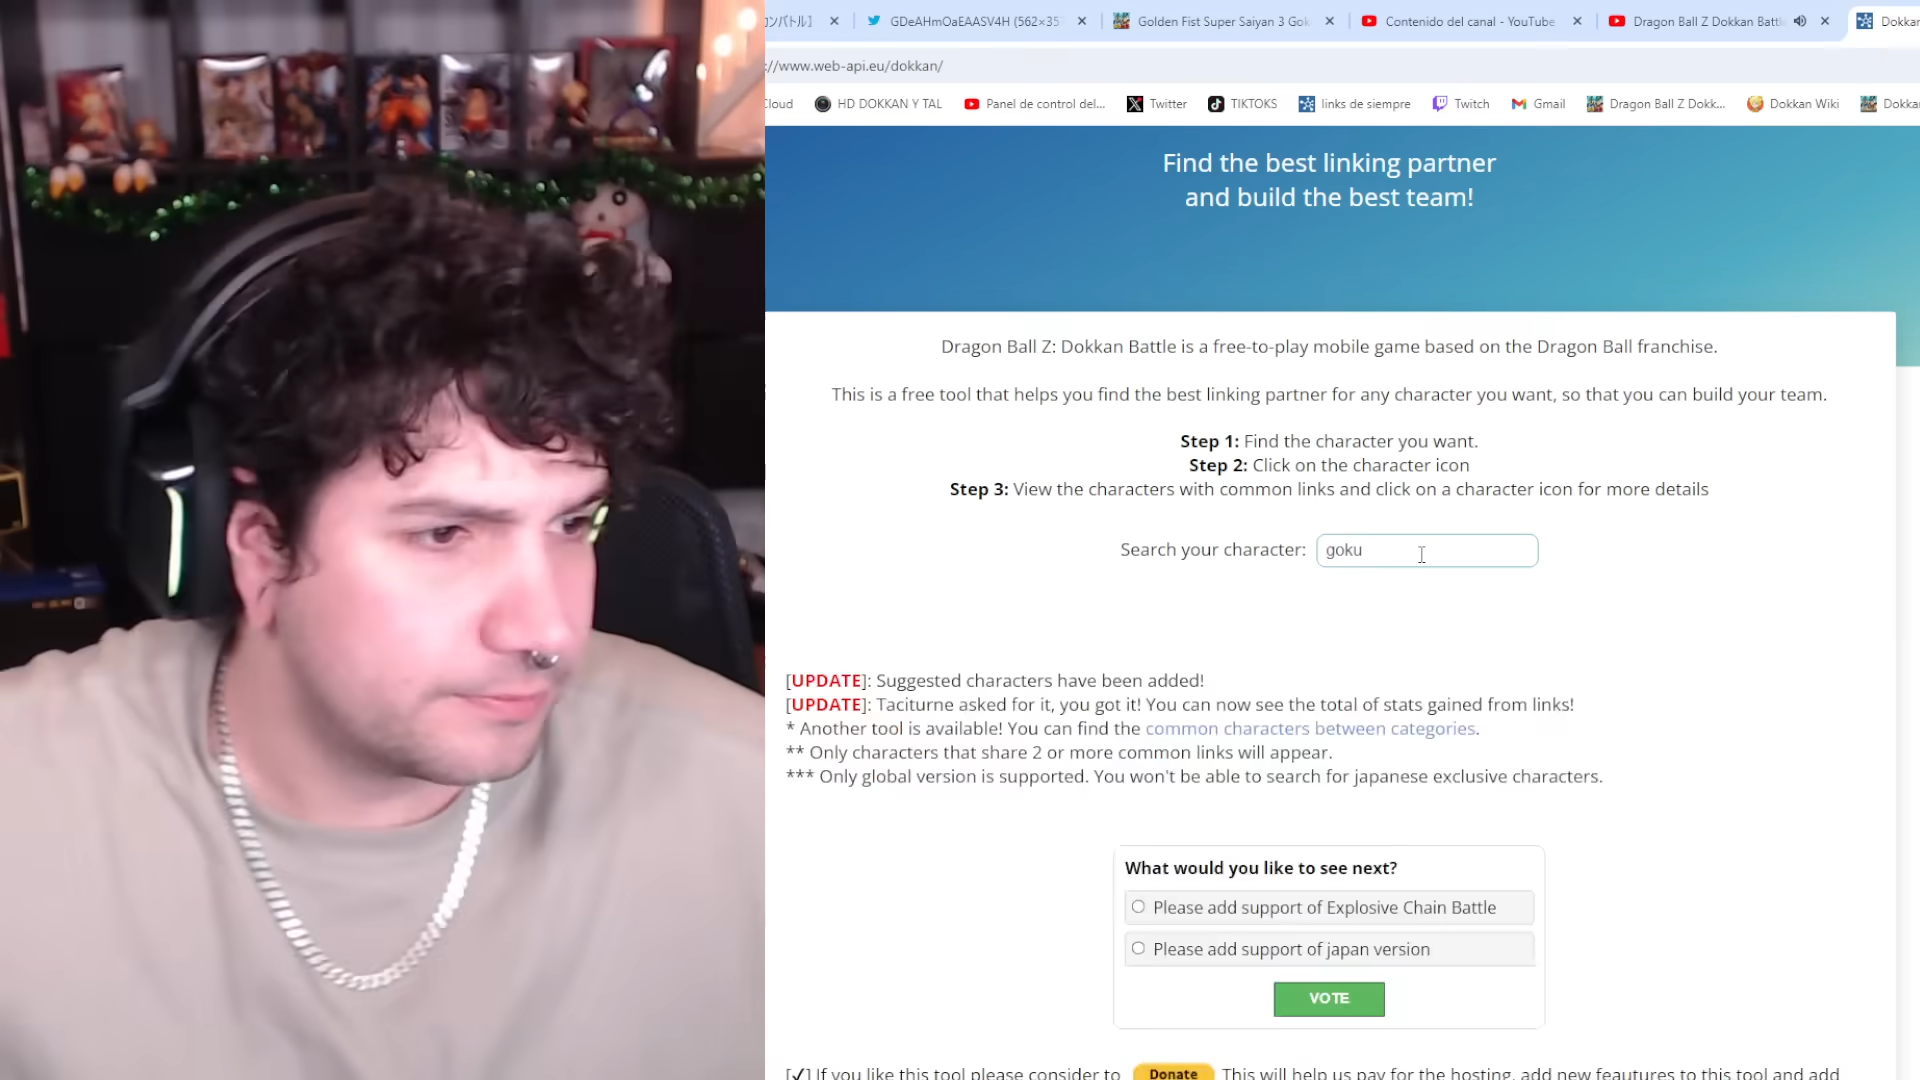 コンバトル】
GDeAHmOaEAASV4H (562×35
Golden Fist Super Saiyan 3 Gok
Contenido del canal - YouTube
Dragon Ball Z Dokkan Battl
Dokkan
://www.web-api.eu/dokkan/
Cloud
HD DOKKAN Y TAL
Panel de control del...
Twitter
TIKTOKS
links de siempre
Twitch
Gmail
Dragon Ball Z Dokk...
Dokkan Wiki
Dokka
Find the best linking partner
and build the best team!
Dragon Ball Z: Dokkan Battle is a free-to-play mobile game based on the Dragon Ball franchise.
This is a free tool that helps you find the best linking partner for any character you want, so that you can build your team.
Step 1: Find the character you want.
Step 2: Click on the character icon
Step 3: View the characters with common links and click on a character icon for more details
Search your character: goku
[UPDATE]: Suggested characters have been added!
[UPDATE]: Taciturne asked for it, you got it! You can now see the total of stats gained from links!
* Another tool is available! You can find the common characters between categories.
** Only characters that share 2 or more common links will appear.
*** Only global version is supported. You won't be able to search for japanese exclusive characters.
What would you like to see next?
Please add support of Explosive Chain Battle
Please add support of japan version
VOTE
[✓] If you like this tool please consider to Donate This will help us pay for the hosting, add new feautures to this tool and add